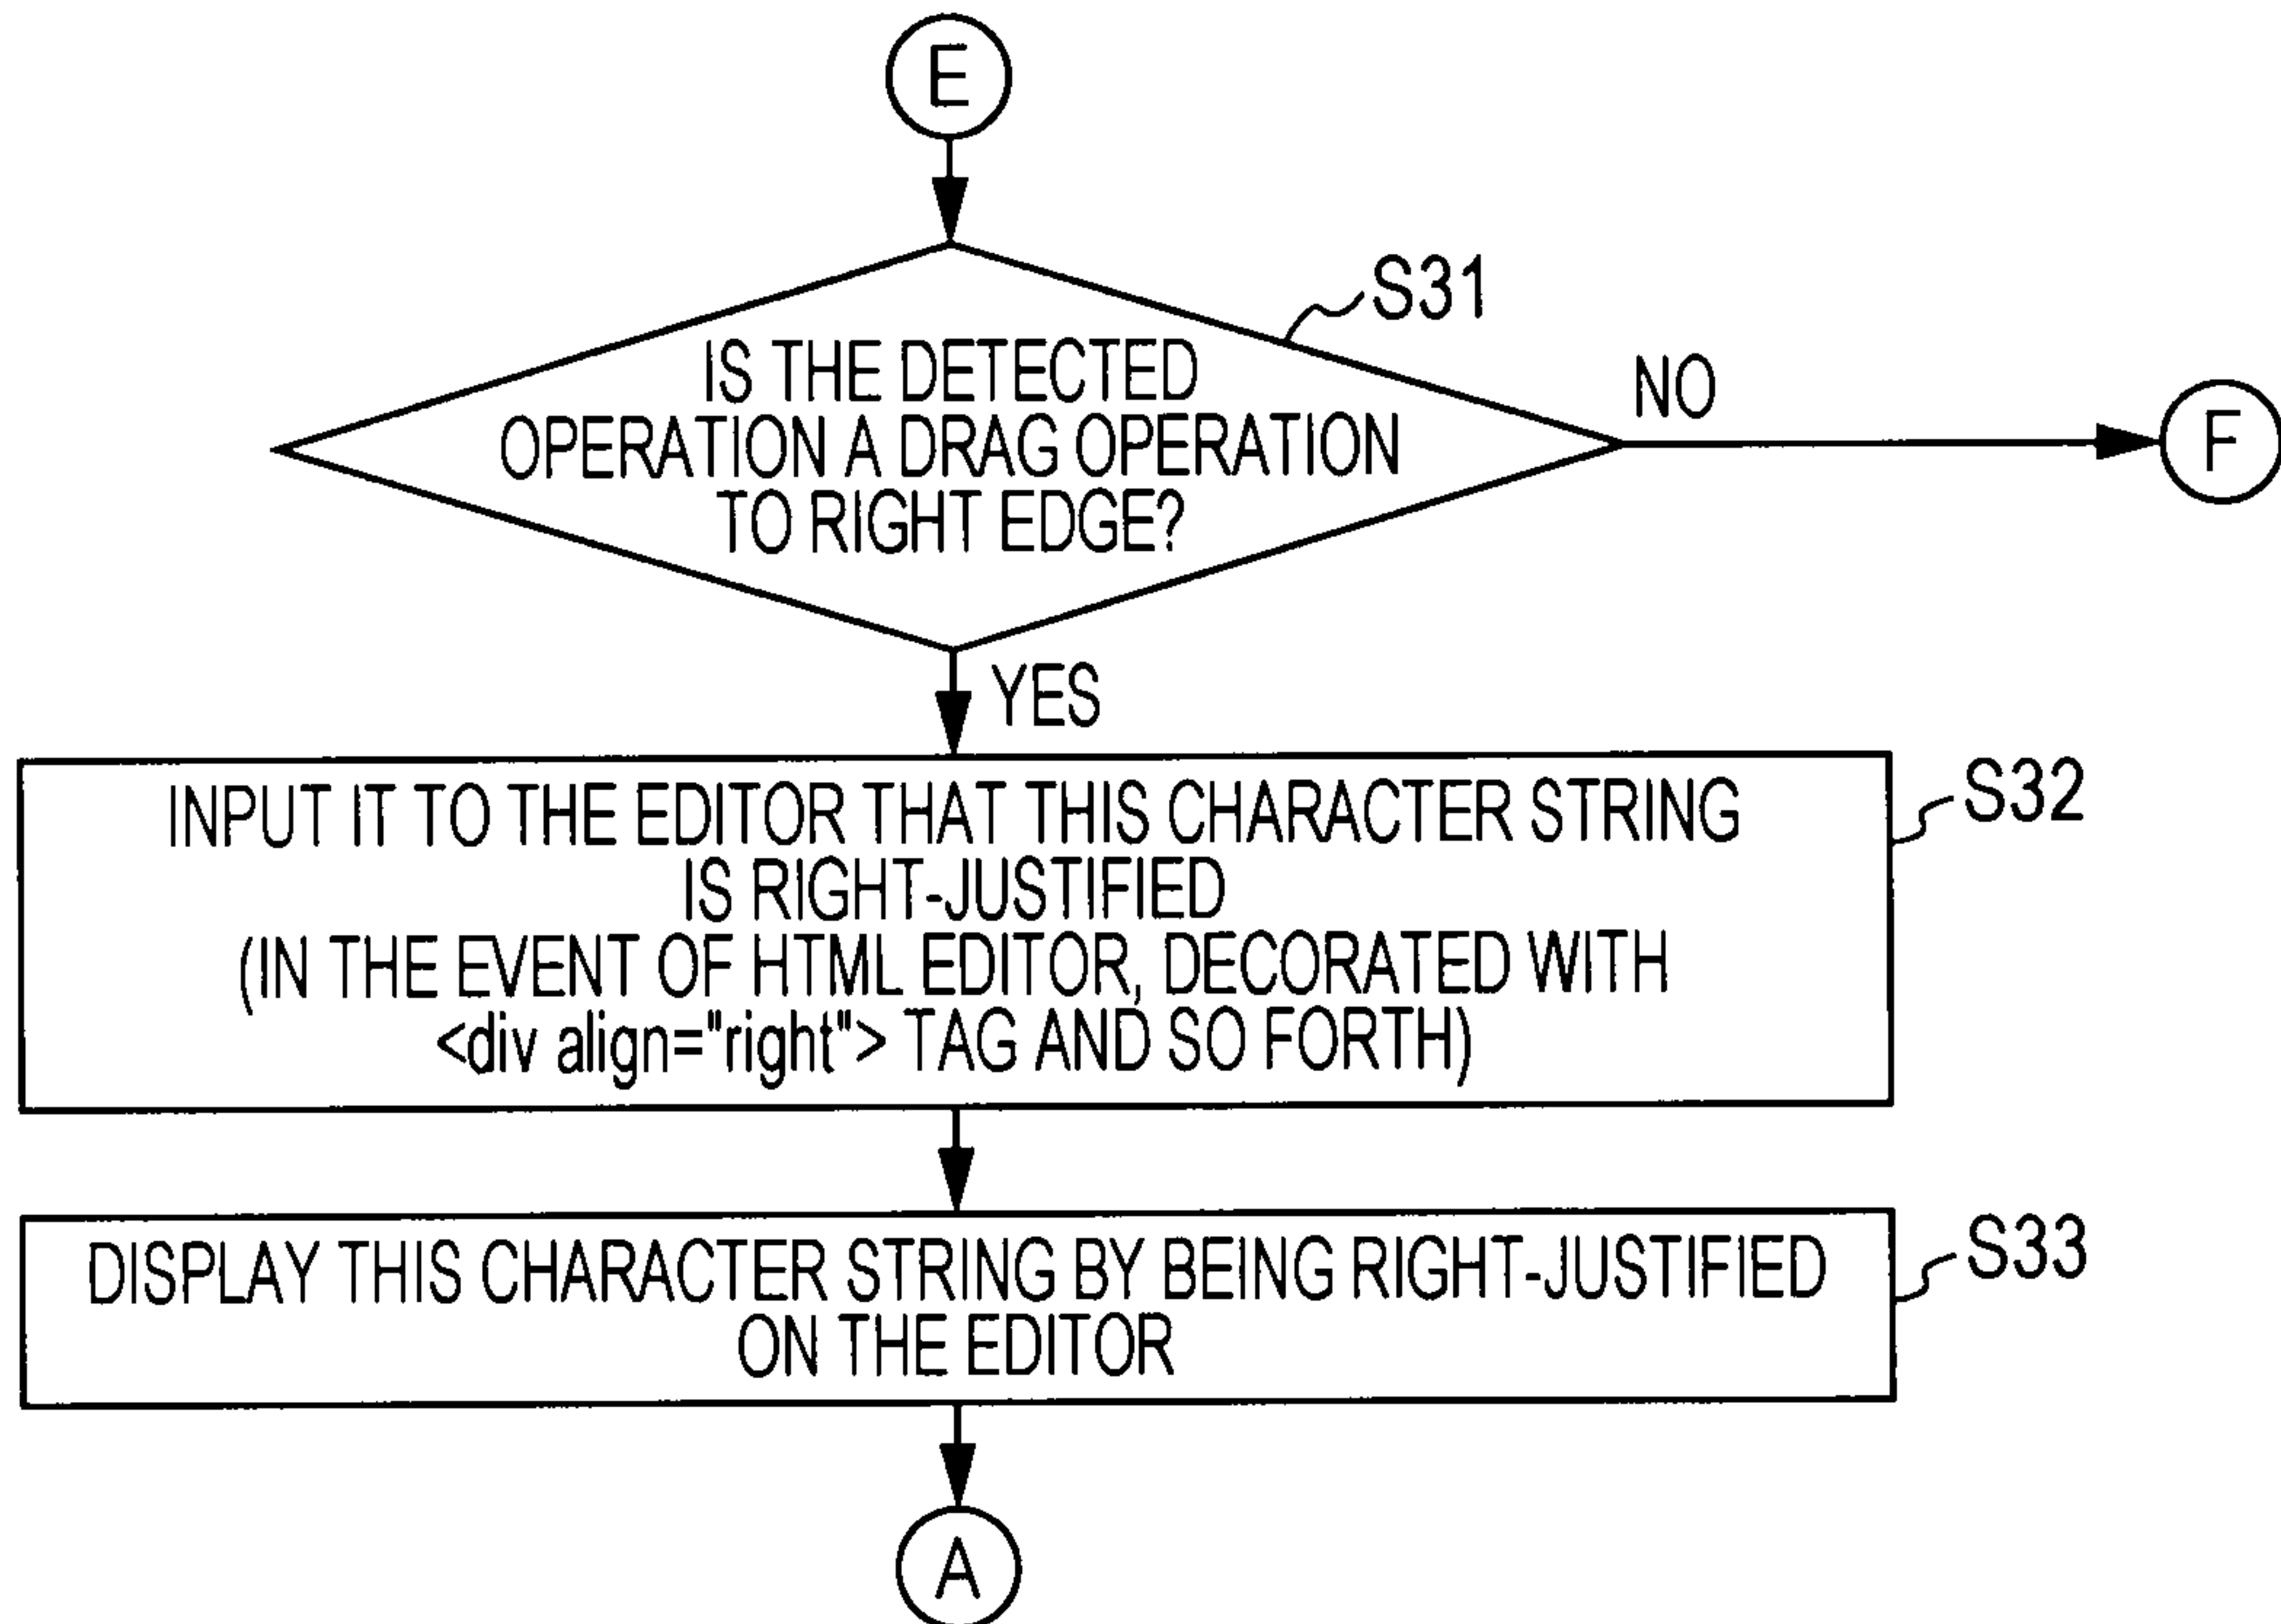 E
S31
IS THE DETECTED
OPERATION A DRAG OPERATION
TO RIGHT EDGE?
NO
F
YES
INPUT IT TO THE EDITOR THAT THIS CHARACTER STRING
IS RIGHT-JUSTIFIED
(IN THE EVENT OF HTML EDITOR, DECORATED WITH
<div align="right"> TAG AND SO FORTH)
S32
DISPLAY THIS CHARACTER STRING BY BEING RIGHT-JUSTIFIED
ON THE EDITOR
S33
A